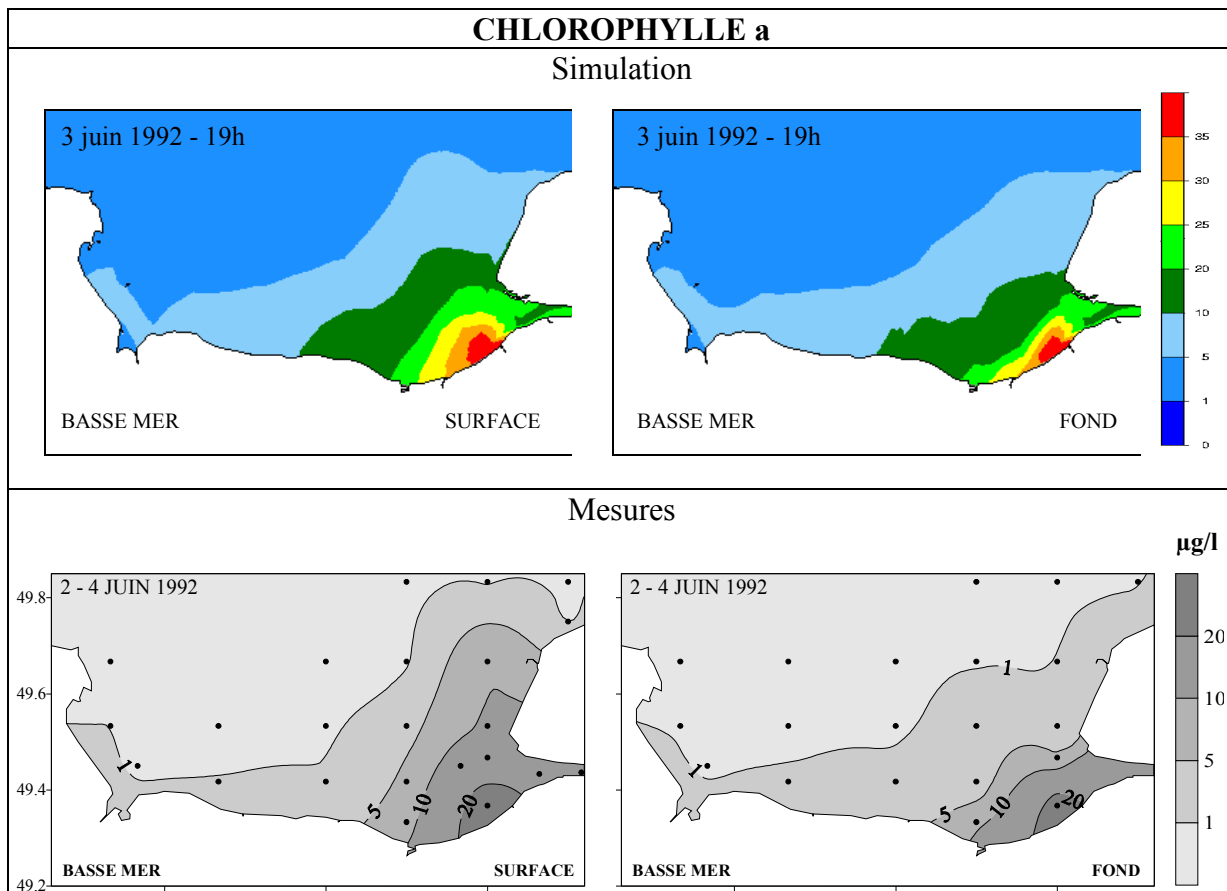 CHLOROPHYLLE a
Simulation
3 juin 1992 - 19h
BASSE MER
SURFACE
3 juin 1992 - 19h
BASSE MER
FOND
35
30
25
20
10
5
1
0
Mesures
µg/l
2 - 4 JUIN 1992
49.8
49.6
49.4
49.2
1
5
10
20
BASSE MER
SURFACE
2 - 4 JUIN 1992
1
1
5
10
20
BASSE MER
FOND
20
10
5
1